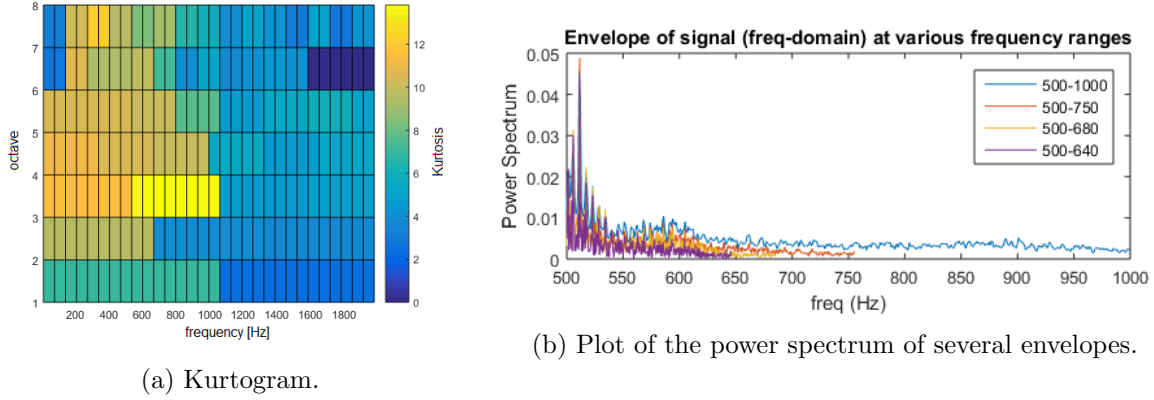 8
7
6
5
4
3
2
1
octave
200 400 600 800 1000 1200 1400 1600 1800
frequency [Hz]
12
10
8
6
4
2
0
Kurtosis
(a) Kurtogram.
Envelope of signal (freq-domain) at various frequency ranges
0.05
0.04
0.03
0.02
0.01
0
Power Spectrum
500-1000
500-750
500-680
500-640
500 550 600 650 700 750 800 850 900 950 1000
freq (Hz)
(b) Plot of the power spectrum of several envelopes.